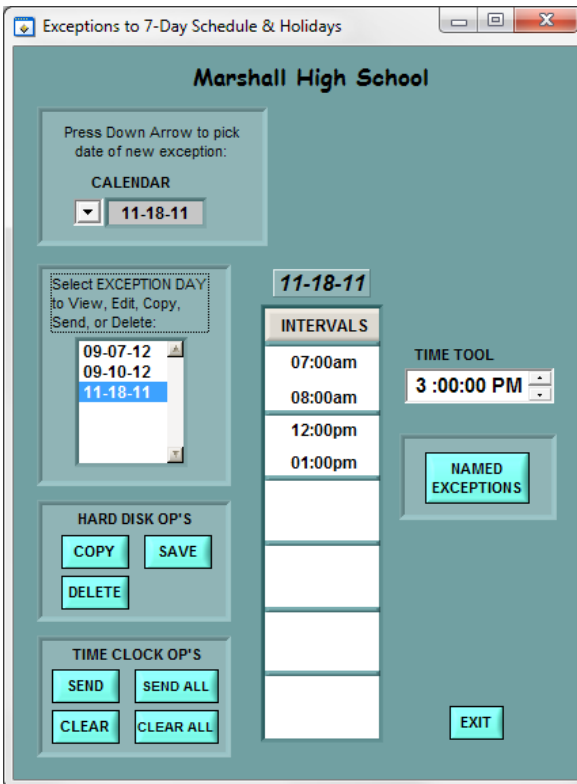 Exceptions to 7-Day Schedule & Holidays
Marshall High School
Press Down Arrow to pick
date of new exception:
CALENDAR
11-18-11
Select EXCEPTION DAY
to View, Edit, Copy,
Send, or Delete:
09-07-12
09-10-12
11-18-11
HARD DISK OP'S
COPY SAVE
DELETE
TIME CLOCK OP'S
SEND SEND ALL
CLEAR CLEAR ALL
11-18-11
INTERVALS
07:00am
08:00am
12:00pm
01:00pm
TIME TOOL
3 :00:00 PM
NAMED
EXCEPTIONS
EXIT